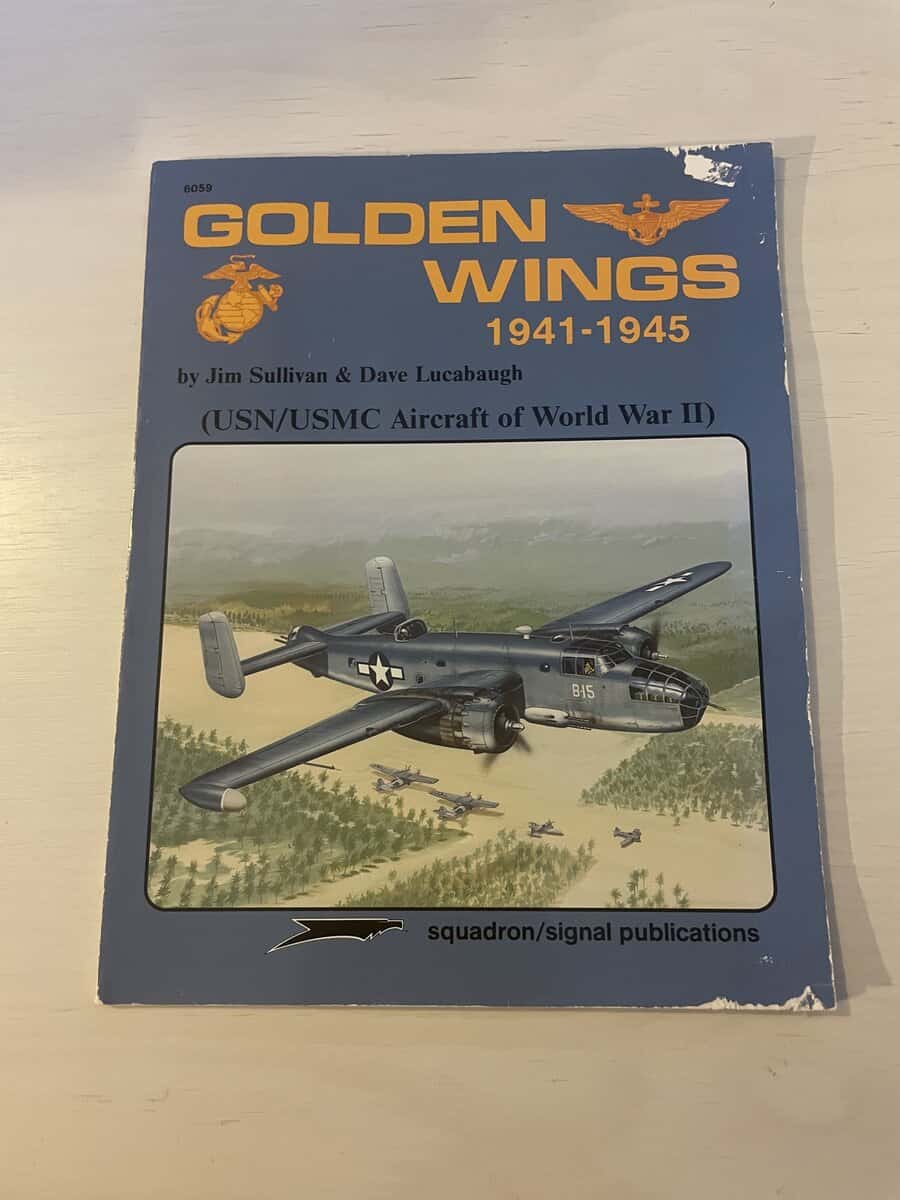 6059
GOLDEN
WINGS
1941-1945
by Jim Sullivan & Dave Lucabaugh
(USN/USMC Aircraft of World War II)
B-15
squadron/signal publications